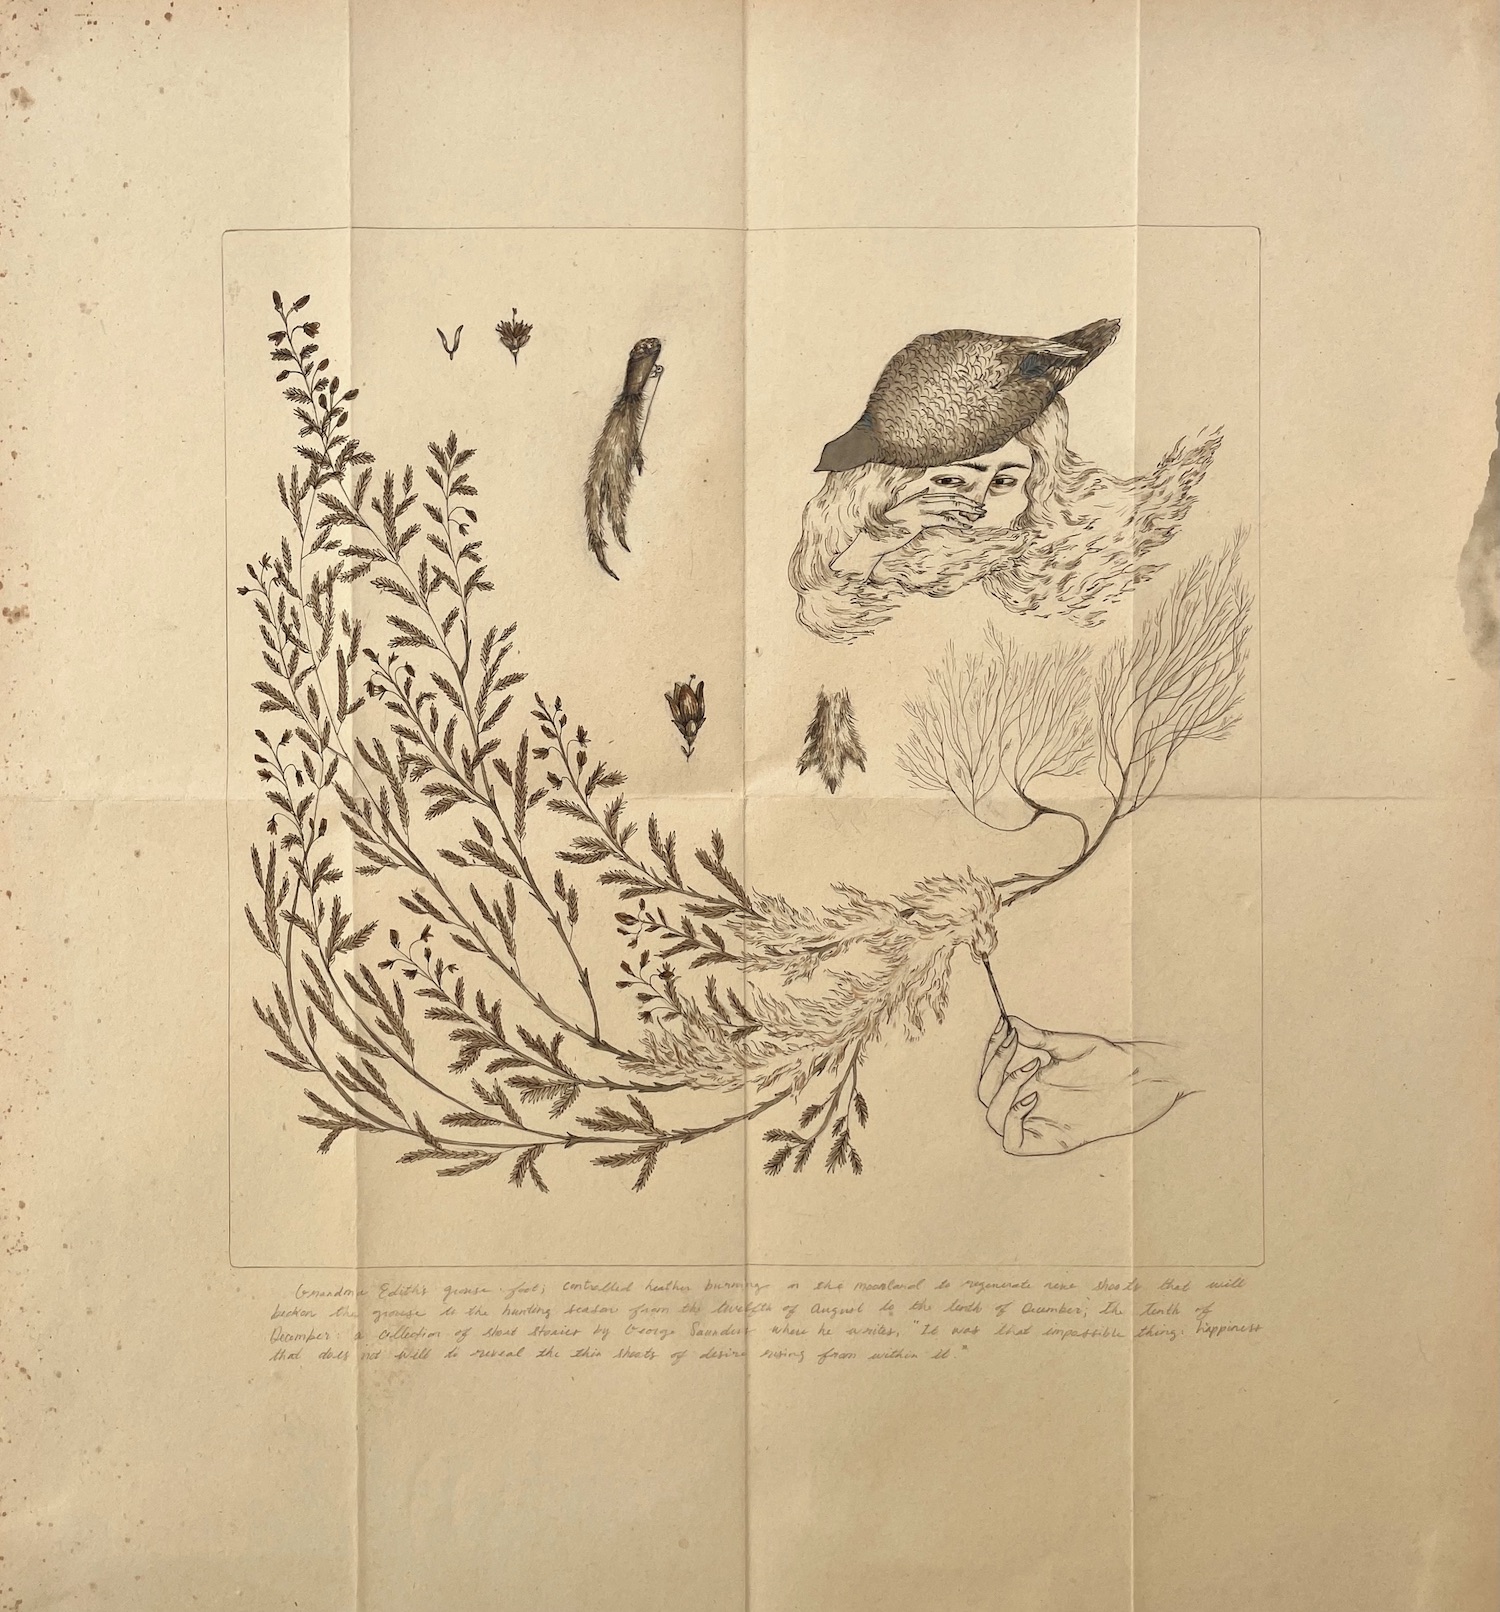 Grandma Edith's grouse foot; controlled heather burning on the moorland to regenerate new shoots that will
beckon the grouse to the hunting season from the twelfth of August to the tenth of December; The tenth of
December: a collection of short stories by George Saunders where he writes, "It was that impossible thing: happiness
that does not wilt to reveal the thin shoots of desire rising from within it."